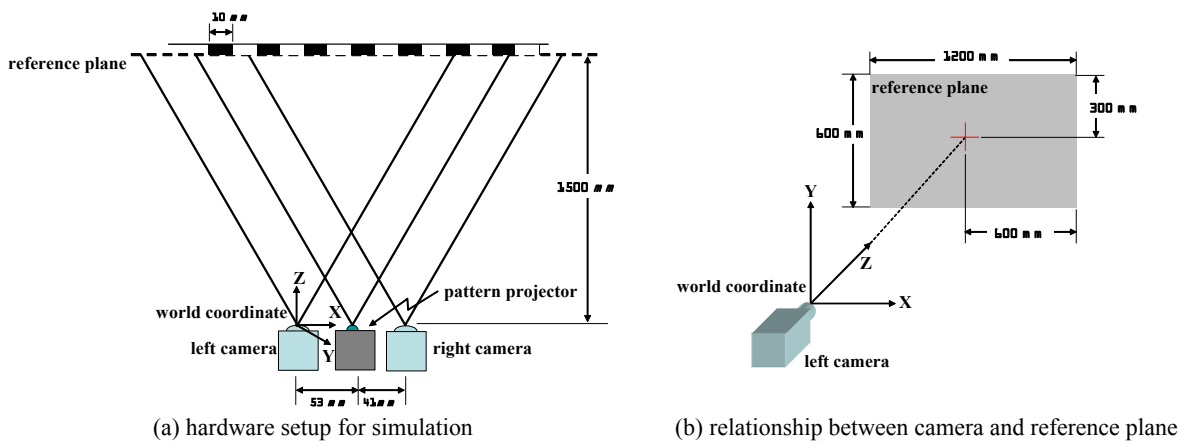 10 mm
reference plane
1500 mm
Z
X
Y
world coordinate
pattern projector
left camera
right camera
53 mm
41mm
(a) hardware setup for simulation
1200 mm
reference plane
600 mm
300 mm
600 mm
Y
Z
X
world coordinate
left camera
(b) relationship between camera and reference plane